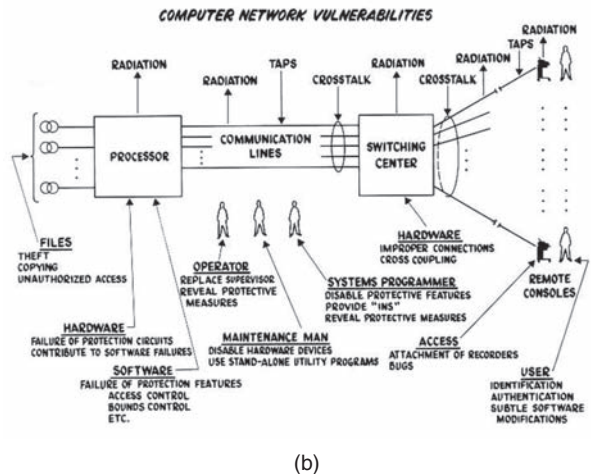 COMPUTER NETWORK VULNERABILITIES
RADIATION
TAPS
RADIATION
RADIATION
TAPS
RADIATION
RADIATION
CROSSTALK
CROSSTALK
PROCESSOR
COMMUNICATION
LINES
SWITCHING
CENTER
FILES
THEFT
COPYING
UNAUTHORIZED ACCESS
OPERATOR
REPLACE SUPERVISOR
REVEAL PROTECTIVE
MEASURES
HARDWARE
IMPROPER CONNECTIONS
CROSS COUPLING
SYSTEMS PROGRAMMER
DISABLE PROTECTIVE FEATURES
PROVIDE "INS"
REVEAL PROTECTIVE MEASURES
REMOTE
CONSOLES
HARDWARE
FAILURE OF PROTECTION CIRCUITS
CONTRIBUTE TO SOFTWARE FAILURES
MAINTENANCE MAN
DISABLE HARDWARE DEVICES
USE STAND-ALONE UTILITY PROGRAMS
ACCESS
ATTACHMENT OF RECORDERS
BUGS
SOFTWARE
FAILURE OF PROTECTION FEATURES
ACCESS CONTROL
BOUNDS CONTROL
ETC.
USER
IDENTIFICATION
AUTHENTICATION
SUBTLE SOFTWARE
MODIFICATIONS
(b)